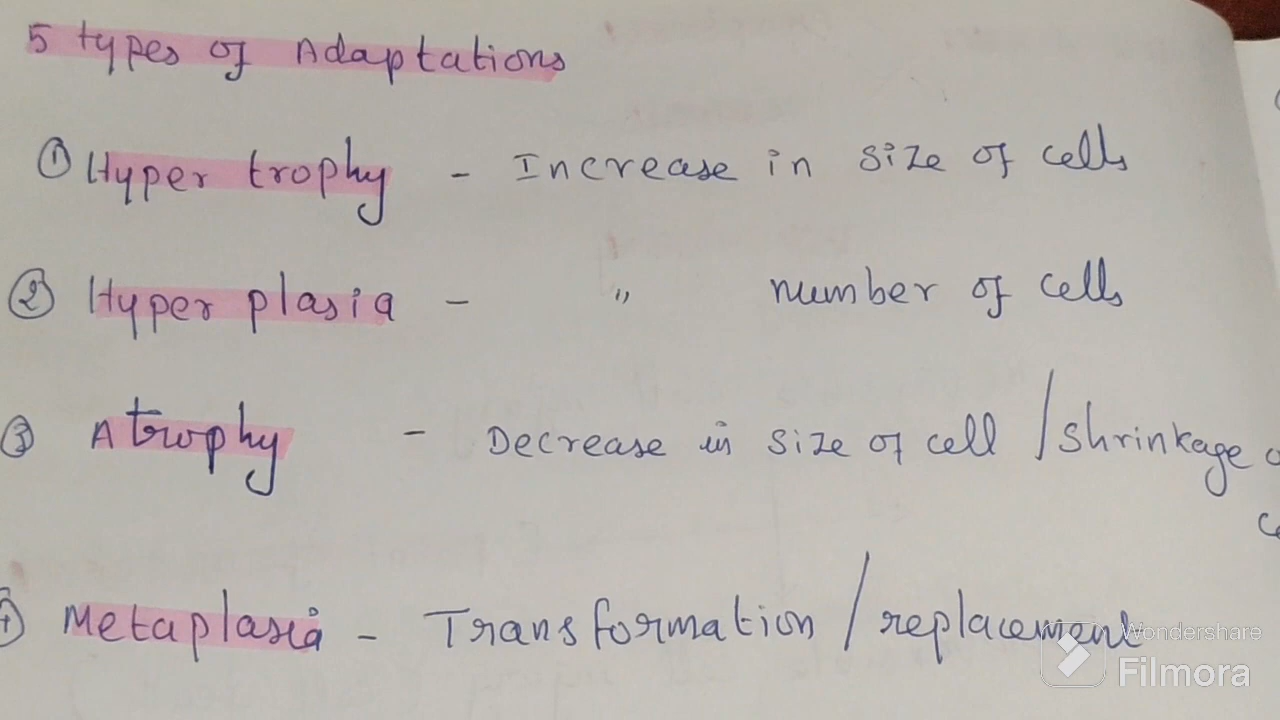 5 types of Adaptations
① Hyper trophy - Increase in size of cells
② Hyper plasia - " number of cells
③ Atrophy - Decrease in size of cell / shrinkage
Metaplasia - Transformation / replacement
Wondershare
Filmora